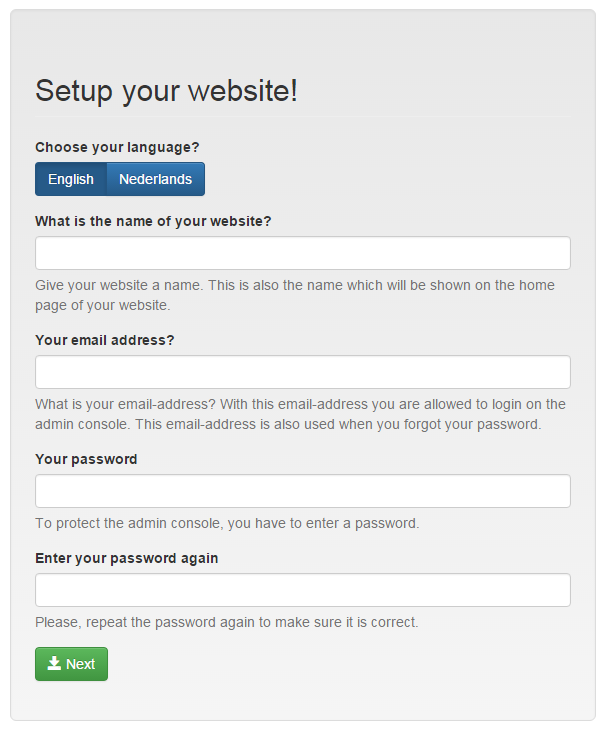 Setup your website!
Choose your language?
English Nederlands
What is the name of your website?
Give your website a name. This is also the name which will be shown on the home
page of your website.
Your email address?
What is your email-address? With this email-address you are allowed to login on the
admin console. This email-address is also used when you forgot your password.
Your password
To protect the admin console, you have to enter a password.
Enter your password again
Please, repeat the password again to make sure it is correct.
Next